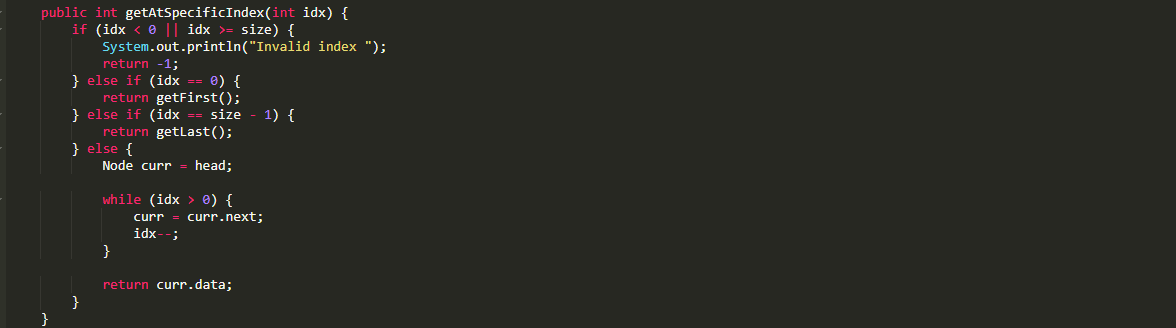 public int getAtSpecificIndex(int idx) {
    if (idx < 0 || idx >= size) {
        System.out.println("Invalid index ");
        return -1;
    } else if (idx == 0) {
        return getFirst();
    } else if (idx == size - 1) {
        return getLast();
    } else {
        Node curr = head;

        while (idx > 0) {
            curr = curr.next;
            idx--;
        }

        return curr.data;
    }
}